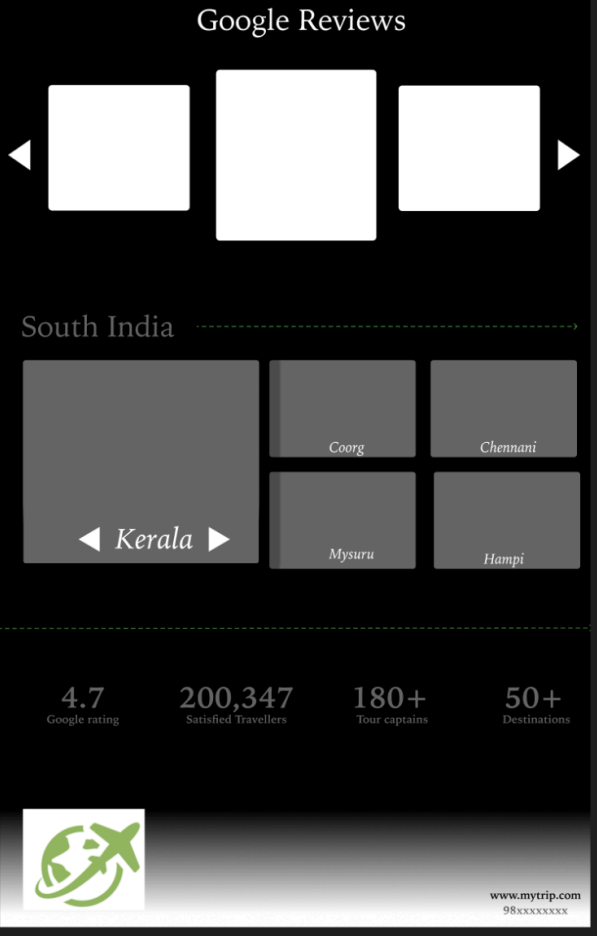 Google Reviews
South India
Kerala
Coorg
Chennani
Mysuru
Hampi
4.7
Google rating
200,347
Satisfied Travellers
180+
Tour captains
50+
Destinations
www.mytrip.com
98xxxxxxxx